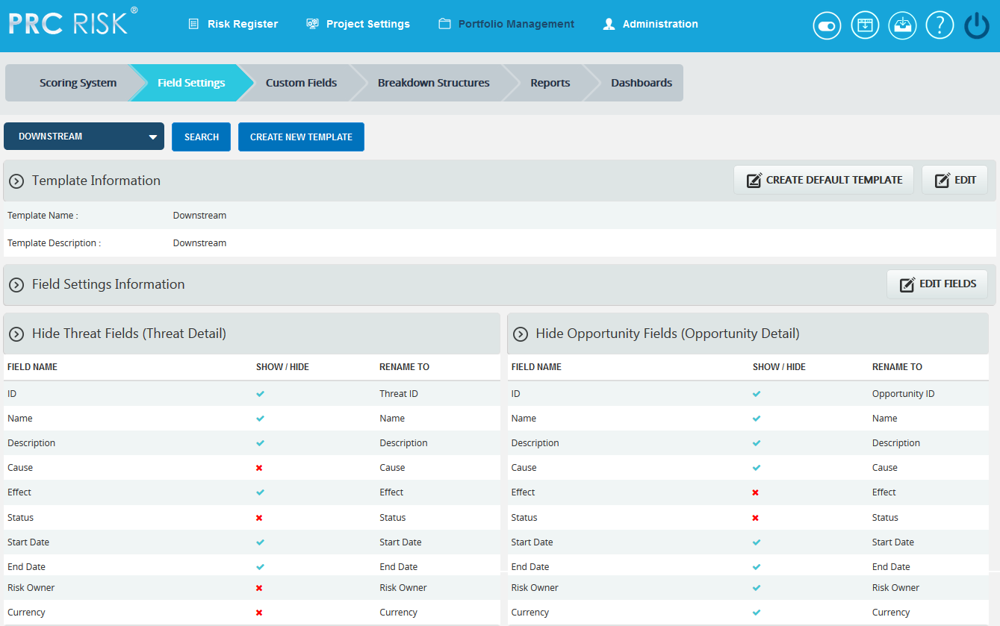 PRC RISK®
Risk Register
Project Settings
Portfolio Management
Administration
?
Scoring System
Field Settings
Custom Fields
Breakdown Structures
Reports
Dashboards
DOWNSTREAM
SEARCH
CREATE NEW TEMPLATE
Template Information
CREATE DEFAULT TEMPLATE
EDIT
Template Name : Downstream
Template Description : Downstream
Field Settings Information
EDIT FIELDS
Hide Threat Fields (Threat Detail)
FIELD NAME SHOW / HIDE RENAME TO
ID Threat ID
Name Name
Description Description
Cause Cause
Effect Effect
Status Status
Start Date Start Date
End Date End Date
Risk Owner Risk Owner
Currency Currency
Hide Opportunity Fields (Opportunity Detail)
FIELD NAME SHOW / HIDE RENAME TO
ID Opportunity ID
Name Name
Description Description
Cause Cause
Effect Effect
Status Status
Start Date Start Date
End Date End Date
Risk Owner Risk Owner
Currency Currency